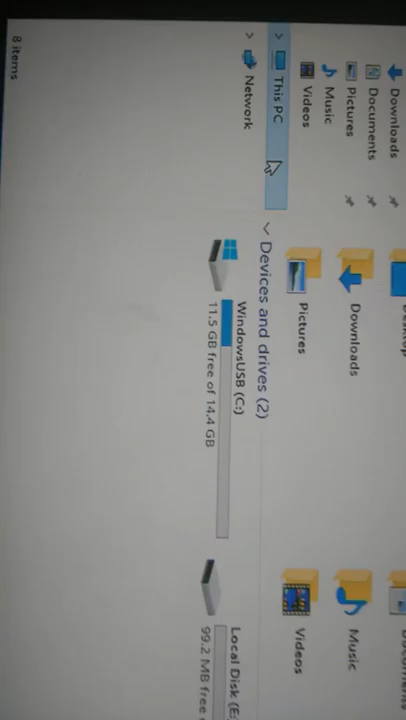 Downloads
Documents
Pictures
Music
Videos
This PC
Network
8 items
Downloads
Music
Pictures
Videos
Devices and drives (2)
WindowsUSB (C:)
11.5 GB free of 14.4 GB
Local Disk (E:
99.2 MB free